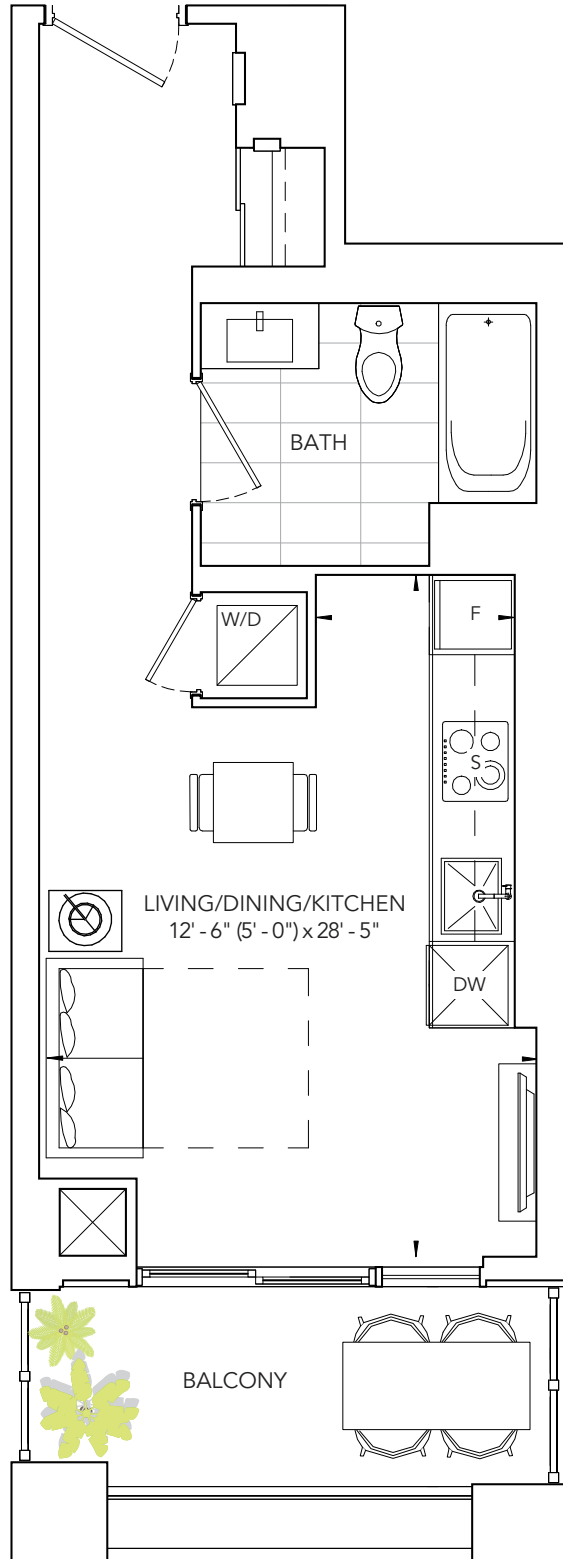 BATH
W/D
F
S
LIVING/DINING/KITCHEN
12' - 6" (5' - 0") x 28' - 5"
DW
BALCONY